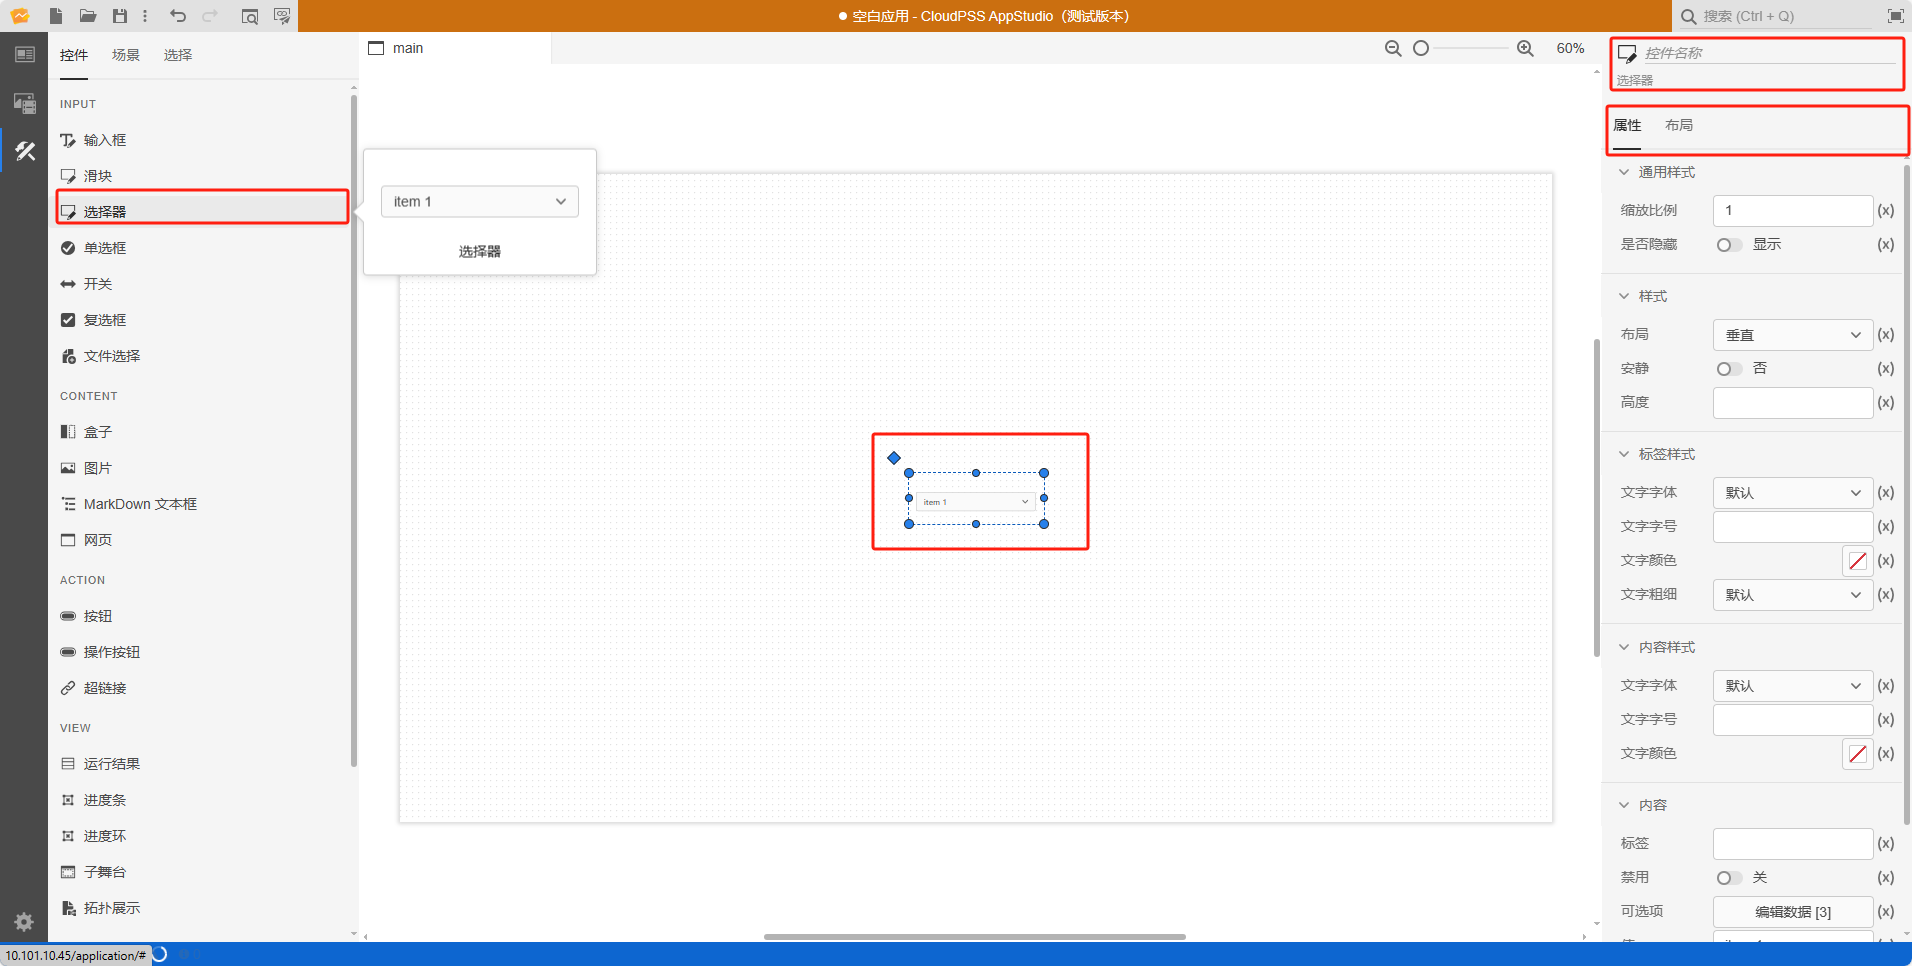 空白应用 - CloudPSS AppStudio（测试版本）
搜索 (Ctrl + Q)
控件
场景
选择
INPUT
输入框
滑块
选择器
单选框
开关
复选框
文件选择
CONTENT
盒子
图片
MarkDown 文本框
网页
ACTION
按钮
操作按钮
超链接
VIEW
运行结果
进度条
进度环
子舞台
拓扑展示
10.101.10.45/application/#
main
60%
item 1
选择器
item 1
控件名称
选择器
属性
布局
通用样式
缩放比例 1 (x)
是否隐藏 显示 (x)
样式
布局 垂直 (x)
安静 否 (x)
高度 (x)
标签样式
文字字体 默认 (x)
文字字号 (x)
文字颜色 (x)
文字粗细 默认 (x)
内容样式
文字字体 默认 (x)
文字字号 (x)
文字颜色 (x)
内容
标签 (x)
禁用 关 (x)
可选项 编辑数据 [3] (x)